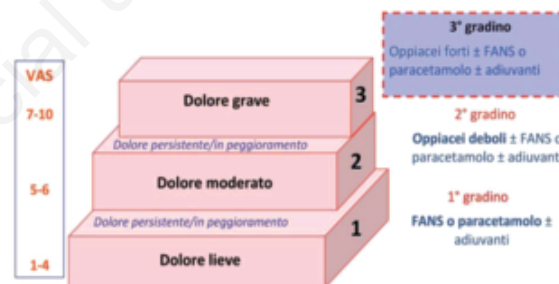 VAS
7-10
5-6
1-4
Dolore grave
3
Dolore persistente/in peggioramento
Dolore moderato
2
Dolore persistente/in peggioramento
Dolore lieve
1
3° gradino
Oppiacei forti ± FANS o
paracetamolo ± adiuvanti
2° gradino
Oppiacei deboli ± FANS o
paracetamolo ± adiuvant
1° gradino
FANS o paracetamolo ±
adiuvanti